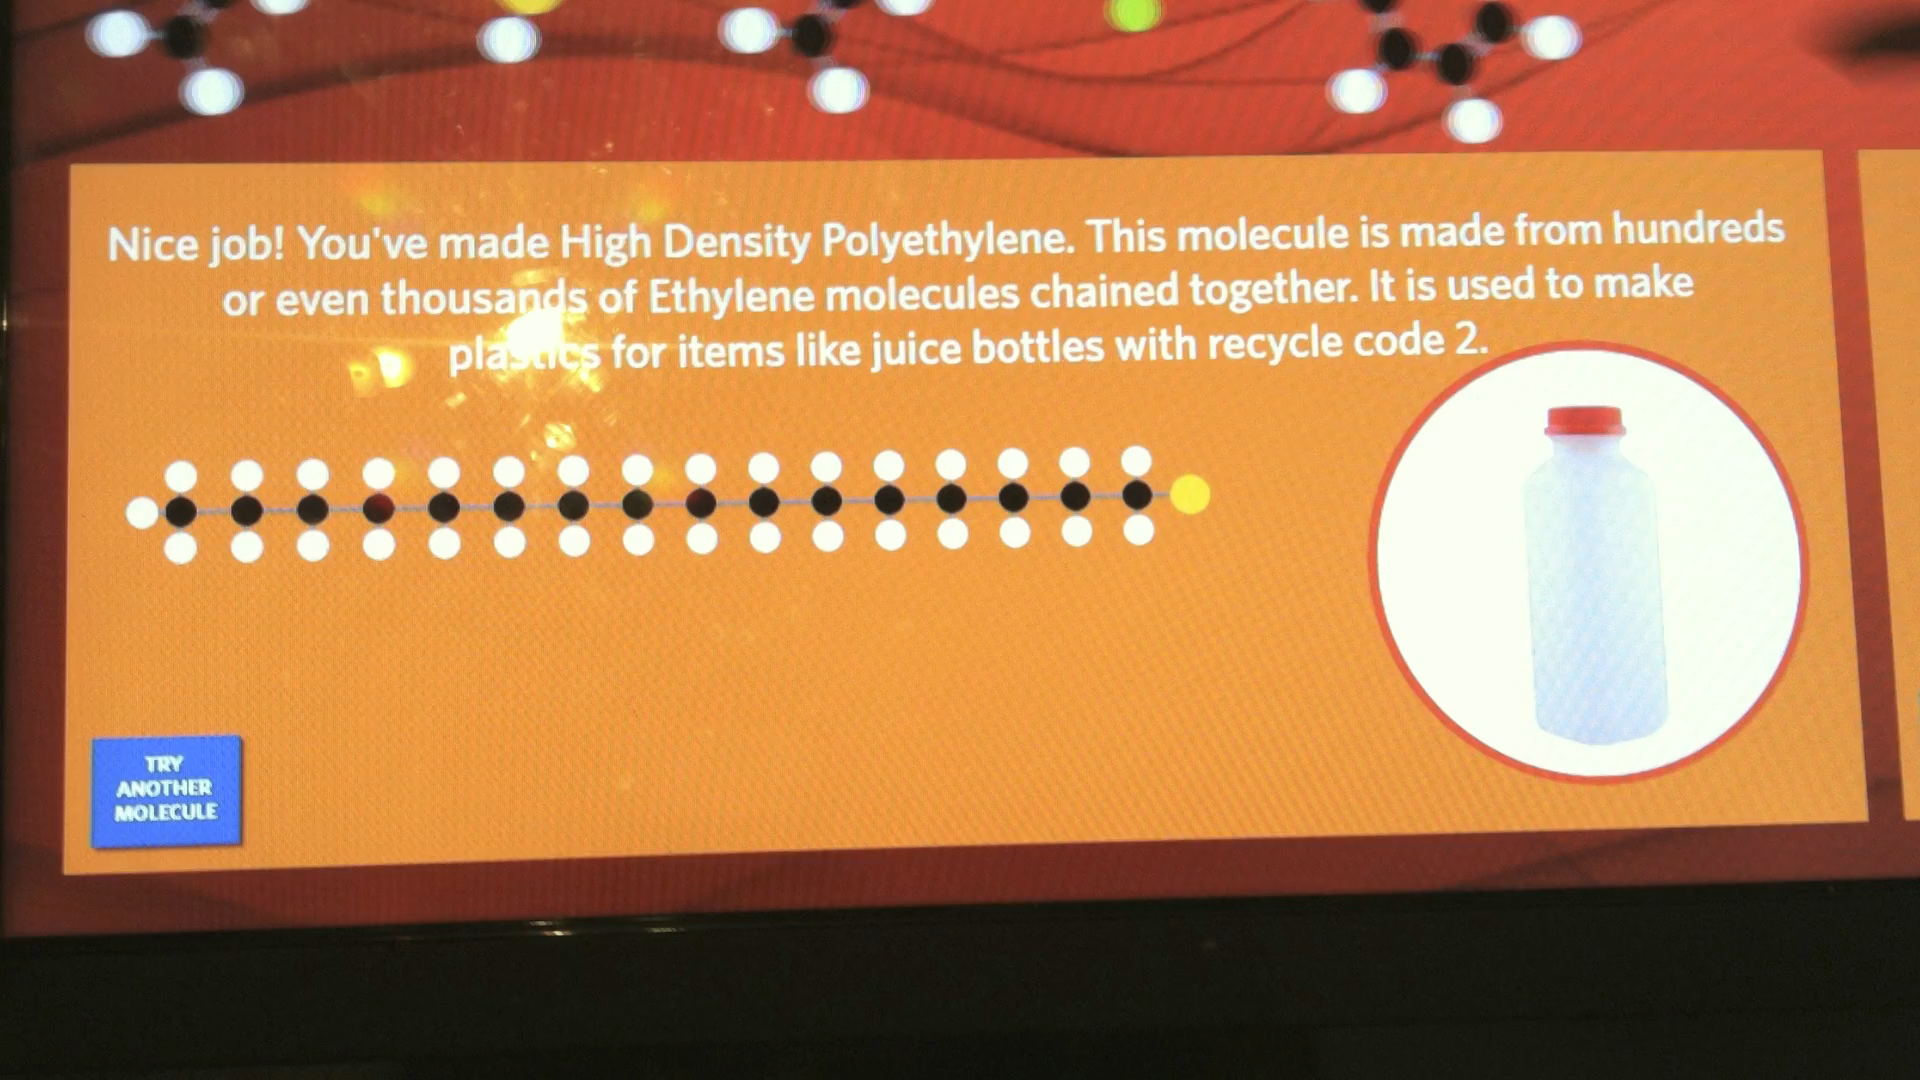 Nice job! You've made High Density Polyethylene. This molecule is made from hundreds
or even thousands of Ethylene molecules chained together. It is used to make
plastics for items like juice bottles with recycle code 2.
TRY
ANOTHER
MOLECULE